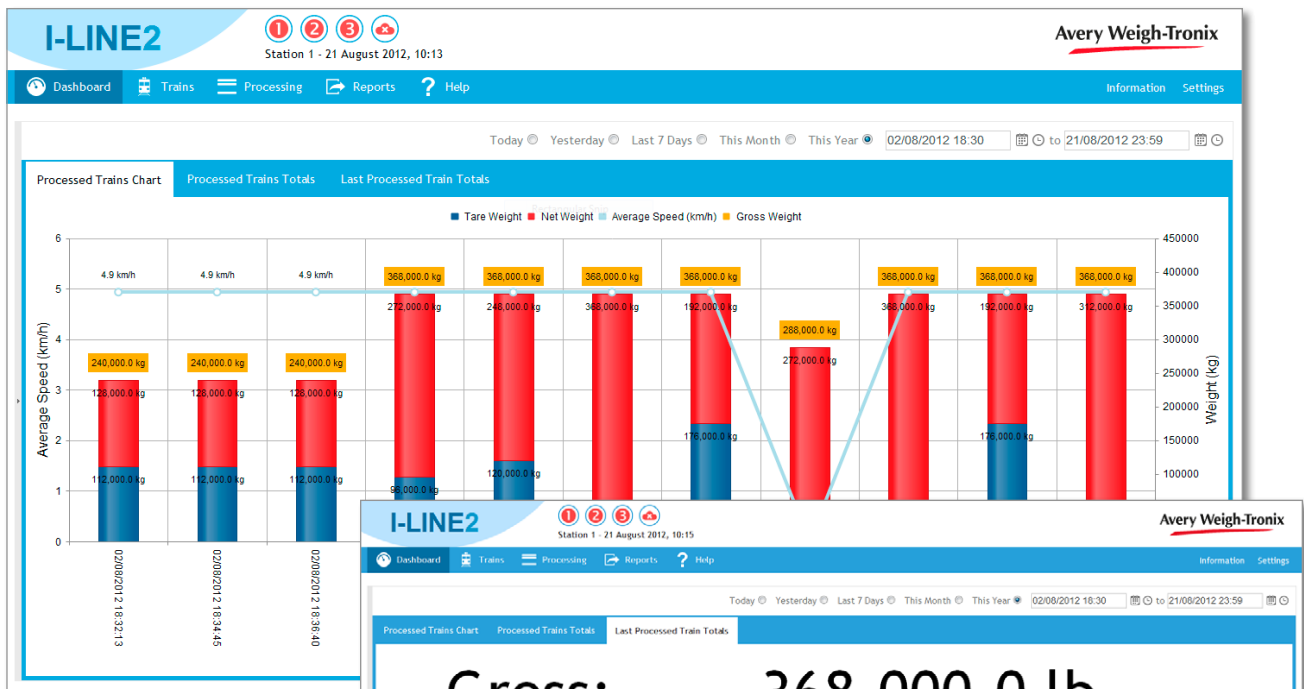 I-LINE2
1 2 3
Station 1 - 21 August 2012, 10:13
Avery Weigh-Tronix
Dashboard Trains Processing Reports ? Help Information Settings
Today Yesterday Last 7 Days This Month This Year 02/08/2012 18:30 to 21/08/2012 23:59
Processed Trains Chart Processed Trains Totals Last Processed Train Totals
Tare Weight Net Weight Average Speed (km/h) Gross Weight
6 450000
4.9 km/h 4.9 km/h 4.9 km/h 368,000.0 kg 368,000.0 kg 368,000.0 kg 368,000.0 kg 368,000.0 kg 368,000.0 kg 368,000.0 kg 400000
5
272,000.0 kg 248,000.0 kg 368,000.0 kg 192,000.0 kg 368,000.0 kg 192,000.0 kg 312,000.0 kg 350000
288,000.0 kg
4 300000
240,000.0 kg 240,000.0 kg 240,000.0 kg 272,000.0 kg
250000
3 128,000.0 kg 128,000.0 kg 128,000.0 kg
200000
Average Speed (km/h)
Weight (kg)
2 176,000.0 kg 176,000.0 kg 150000
112,000.0 kg 112,000.0 kg 112,000.0 kg 120,000.0 kg 100000
1 96,000.0 kg
0
02/08/2012 18:32:13
02/08/2012 18:34:45
02/08/2012 18:36:40
I-LINE2
1 2 3
Station 1 - 21 August 2012, 10:15
Avery Weigh-Tronix
Dashboard Trains Processing Reports ? Help Information Settings
Today Yesterday Last 7 Days This Month This Year 02/08/2012 18:30 to 21/08/2012 23:59
Processed Trains Chart Processed Trains Totals Last Processed Train Totals
Gross: 368,000.0 lb